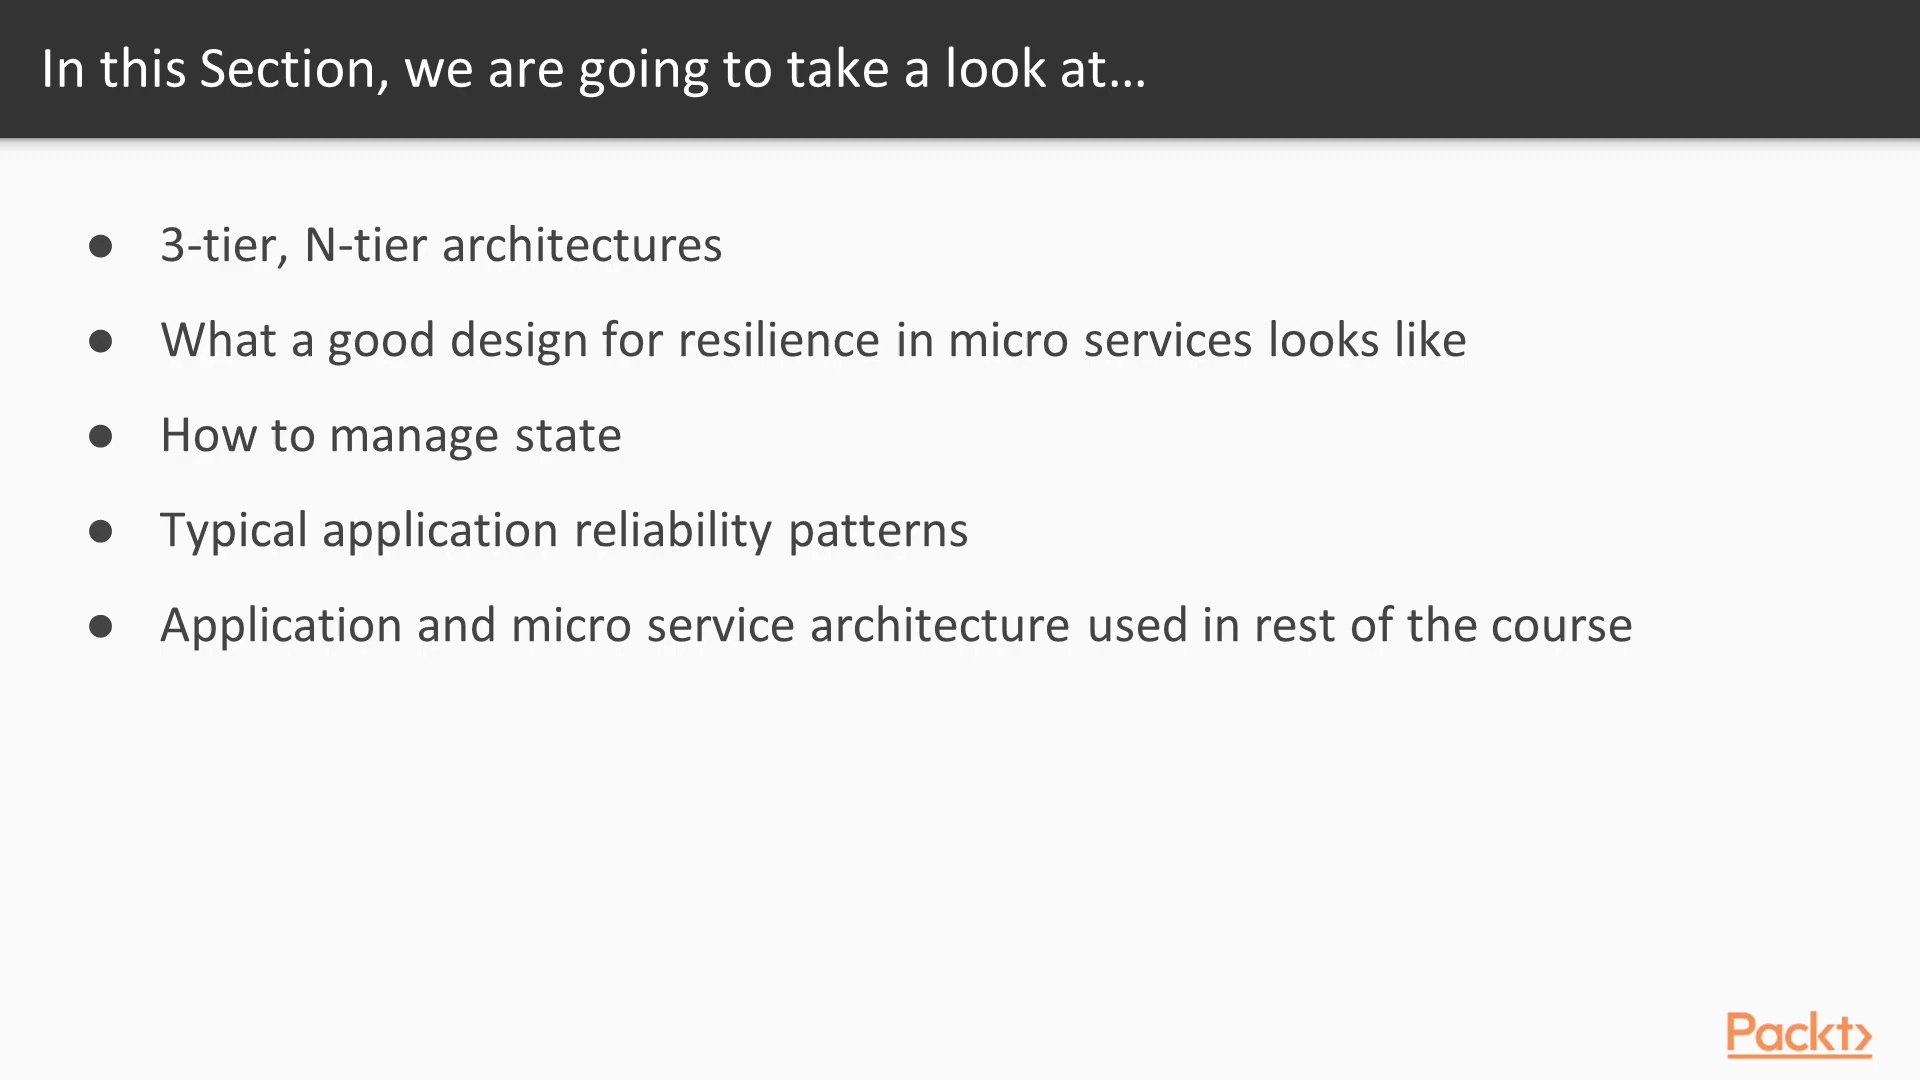 In this Section, we are going to take a look at...
● 3-tier, N-tier architectures
● What a good design for resilience in micro services looks like
● How to manage state
● Typical application reliability patterns
● Application and micro service architecture used in rest of the course
Packt>